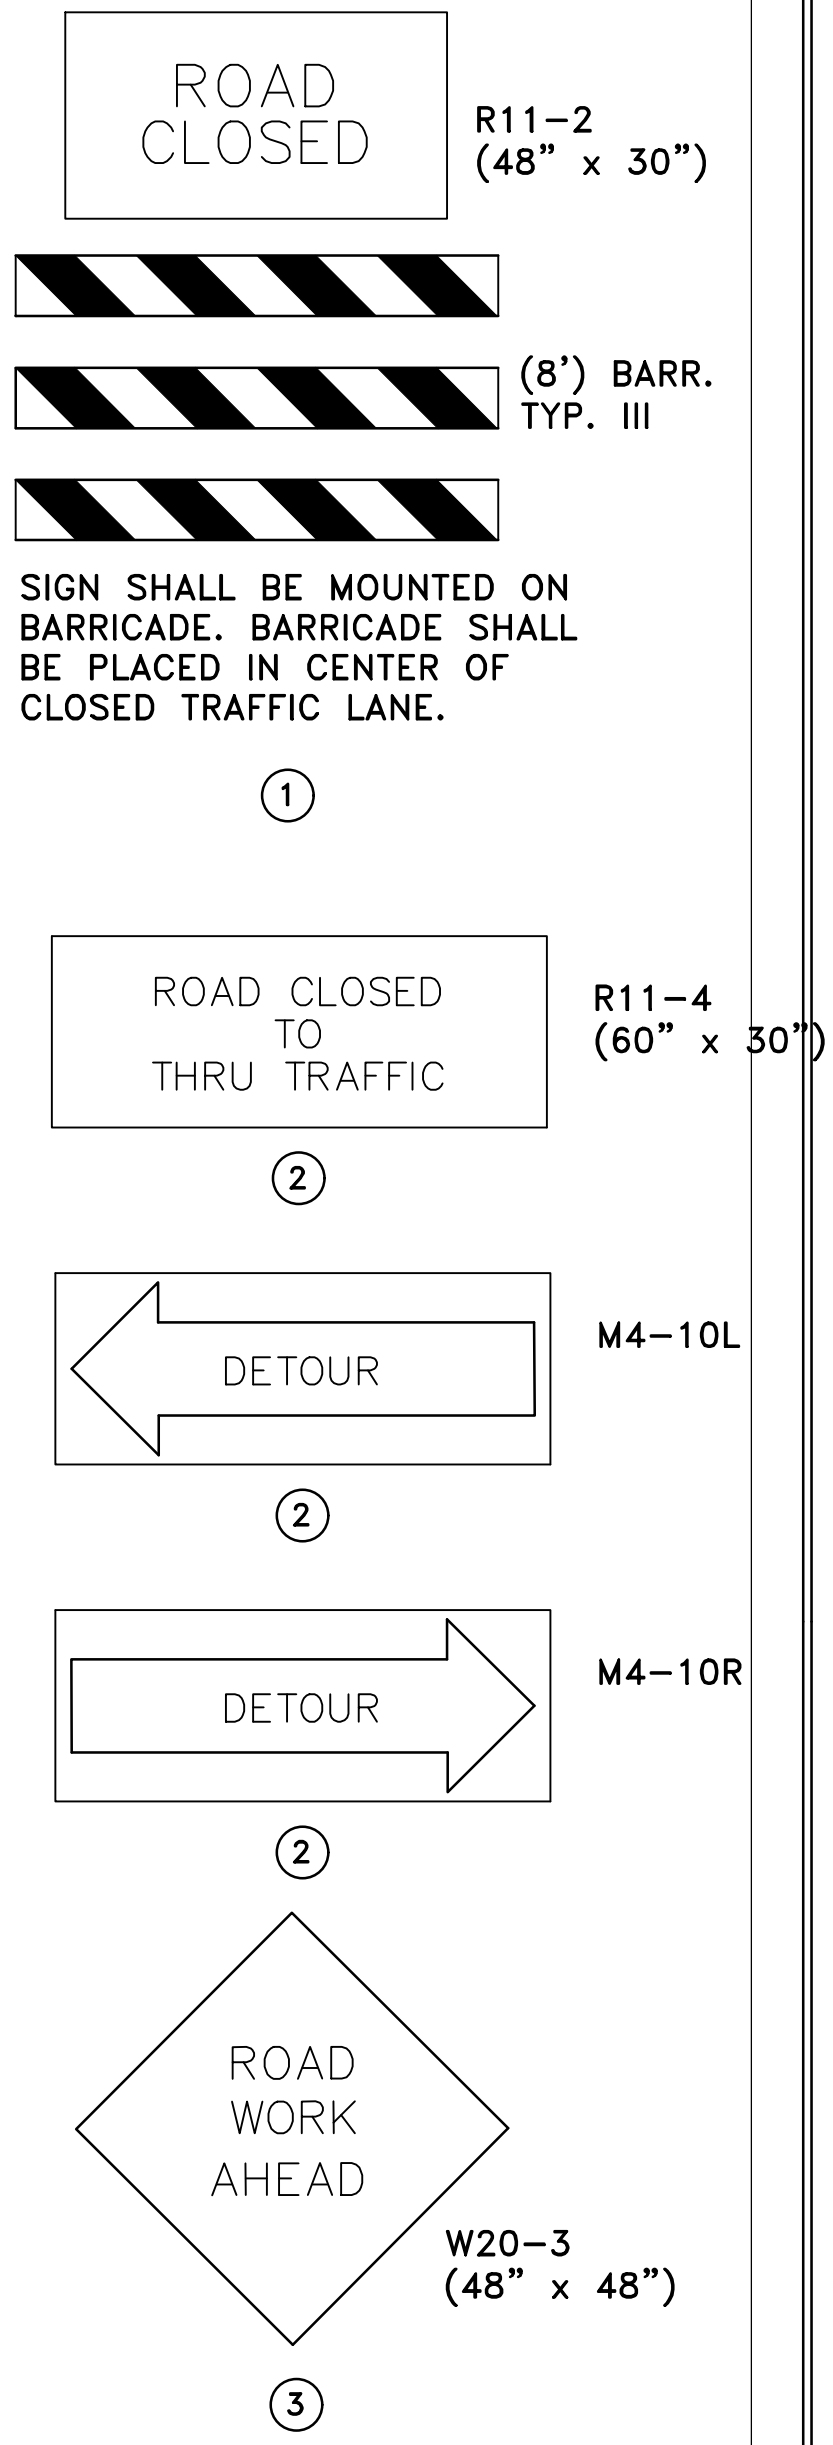 ROAD
CLOSED
R11-2
(48" x 30")
(8') BARR.
TYP. III
SIGN SHALL BE MOUNTED ON
BARRICADE. BARRICADE SHALL
BE PLACED IN CENTER OF
CLOSED TRAFFIC LANE.
1
ROAD CLOSED
TO
THRU TRAFFIC
R11-4
(60" x 30")
2
DETOUR
M4-10L
2
DETOUR
M4-10R
2
ROAD
WORK
AHEAD
W20-3
(48" x 48")
3